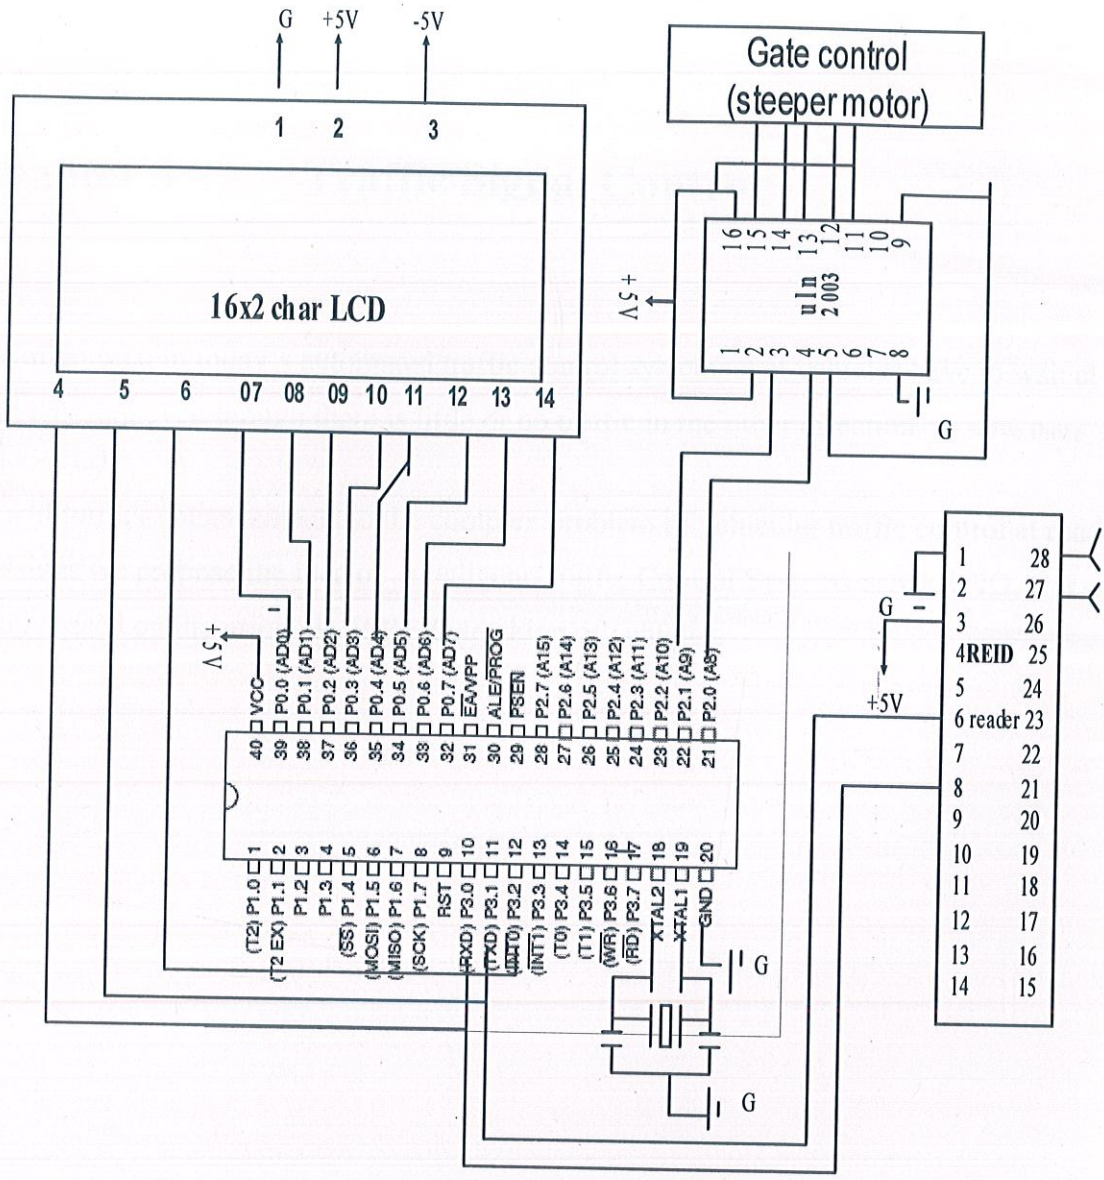 G +5V -5V
1 2 3
16x2 char LCD
4 5 6 07 08 09 10 11 12 13 14
Gate control
(steeper motor)
16 15 14 13 12 11 10 9
uln
2003
1 2 3 4 5 6 7 8
+5V
G
+5V
VCC
P0.0 (AD0)
P0.1 (AD1)
P0.2 (AD2)
P0.3 (AD3)
P0.4 (AD4)
P0.5 (AD5)
P0.6 (AD6)
P0.7 (AD7)
EA/VPP
ALE/PROG
PSEN
P2.7 (A15)
P2.6 (A14)
P2.5 (A13)
P2.4 (A12)
P2.3 (A11)
P2.2 (A10)
P2.1 (A9)
P2.0 (A8)
40 39 38 37 36 35 34 33 32 31 30 29 28 27 26 25 24 23 22 21
1 2 3 4 5 6 7 8 9 10 11 12 13 14 15 16 17 18 19 20
(T2) P1.0
(T2 EX) P1.1
P1.2
P1.3
(SS) P1.4
(MOSI) P1.5
(MISO) P1.6
(SCK) P1.7
RST
(RXD) P3.0
(TXD) P3.1
(INT0) P3.2
(INT1) P3.3
(T0) P3.4
(T1) P3.5
(WR) P3.6
(RD) P3.7
XTAL2
XTAL1
GND
G
G
G
+5V
1 28
2 27
3 26
4REID 25
5 24
6 reader 23
7 22
8 21
9 20
10 19
11 18
12 17
13 16
14 15